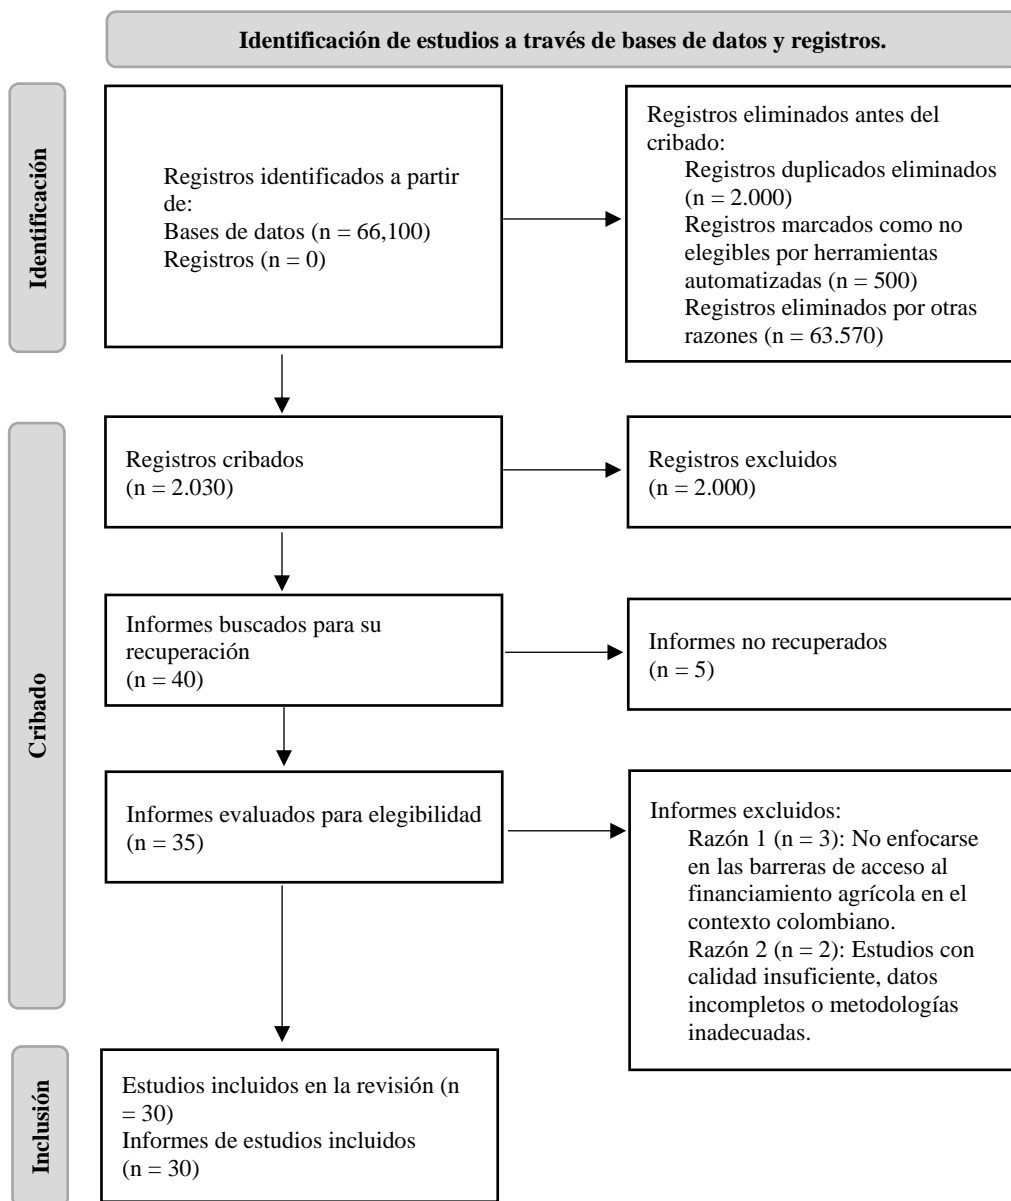 Identificación de estudios a través de bases de datos y registros.
Identificación
Registros identificados a partir
de:
Bases de datos (n = 66,100)
Registros (n = 0)
Registros eliminados antes del
cribado:
Registros duplicados eliminados
(n = 2.000)
Registros marcados como no
elegibles por herramientas
automatizadas (n = 500)
Registros eliminados por otras
razones (n = 63.570)
Cribado
Registros cribados
(n = 2.030)
Registros excluidos
(n = 2.000)
Informes buscados para su
recuperación
(n = 40)
Informes no recuperados
(n = 5)
Informes evaluados para elegibilidad
(n = 35)
Informes excluidos:
Razón 1 (n = 3): No enfocarse
en las barreras de acceso al
financiamiento agrícola en el
contexto colombiano.
Razón 2 (n = 2): Estudios con
calidad insuficiente, datos
incompletos o metodologías
inadecuadas.
Inclusión
Estudios incluidos en la revisión (n
= 30)
Informes de estudios incluidos
(n = 30)